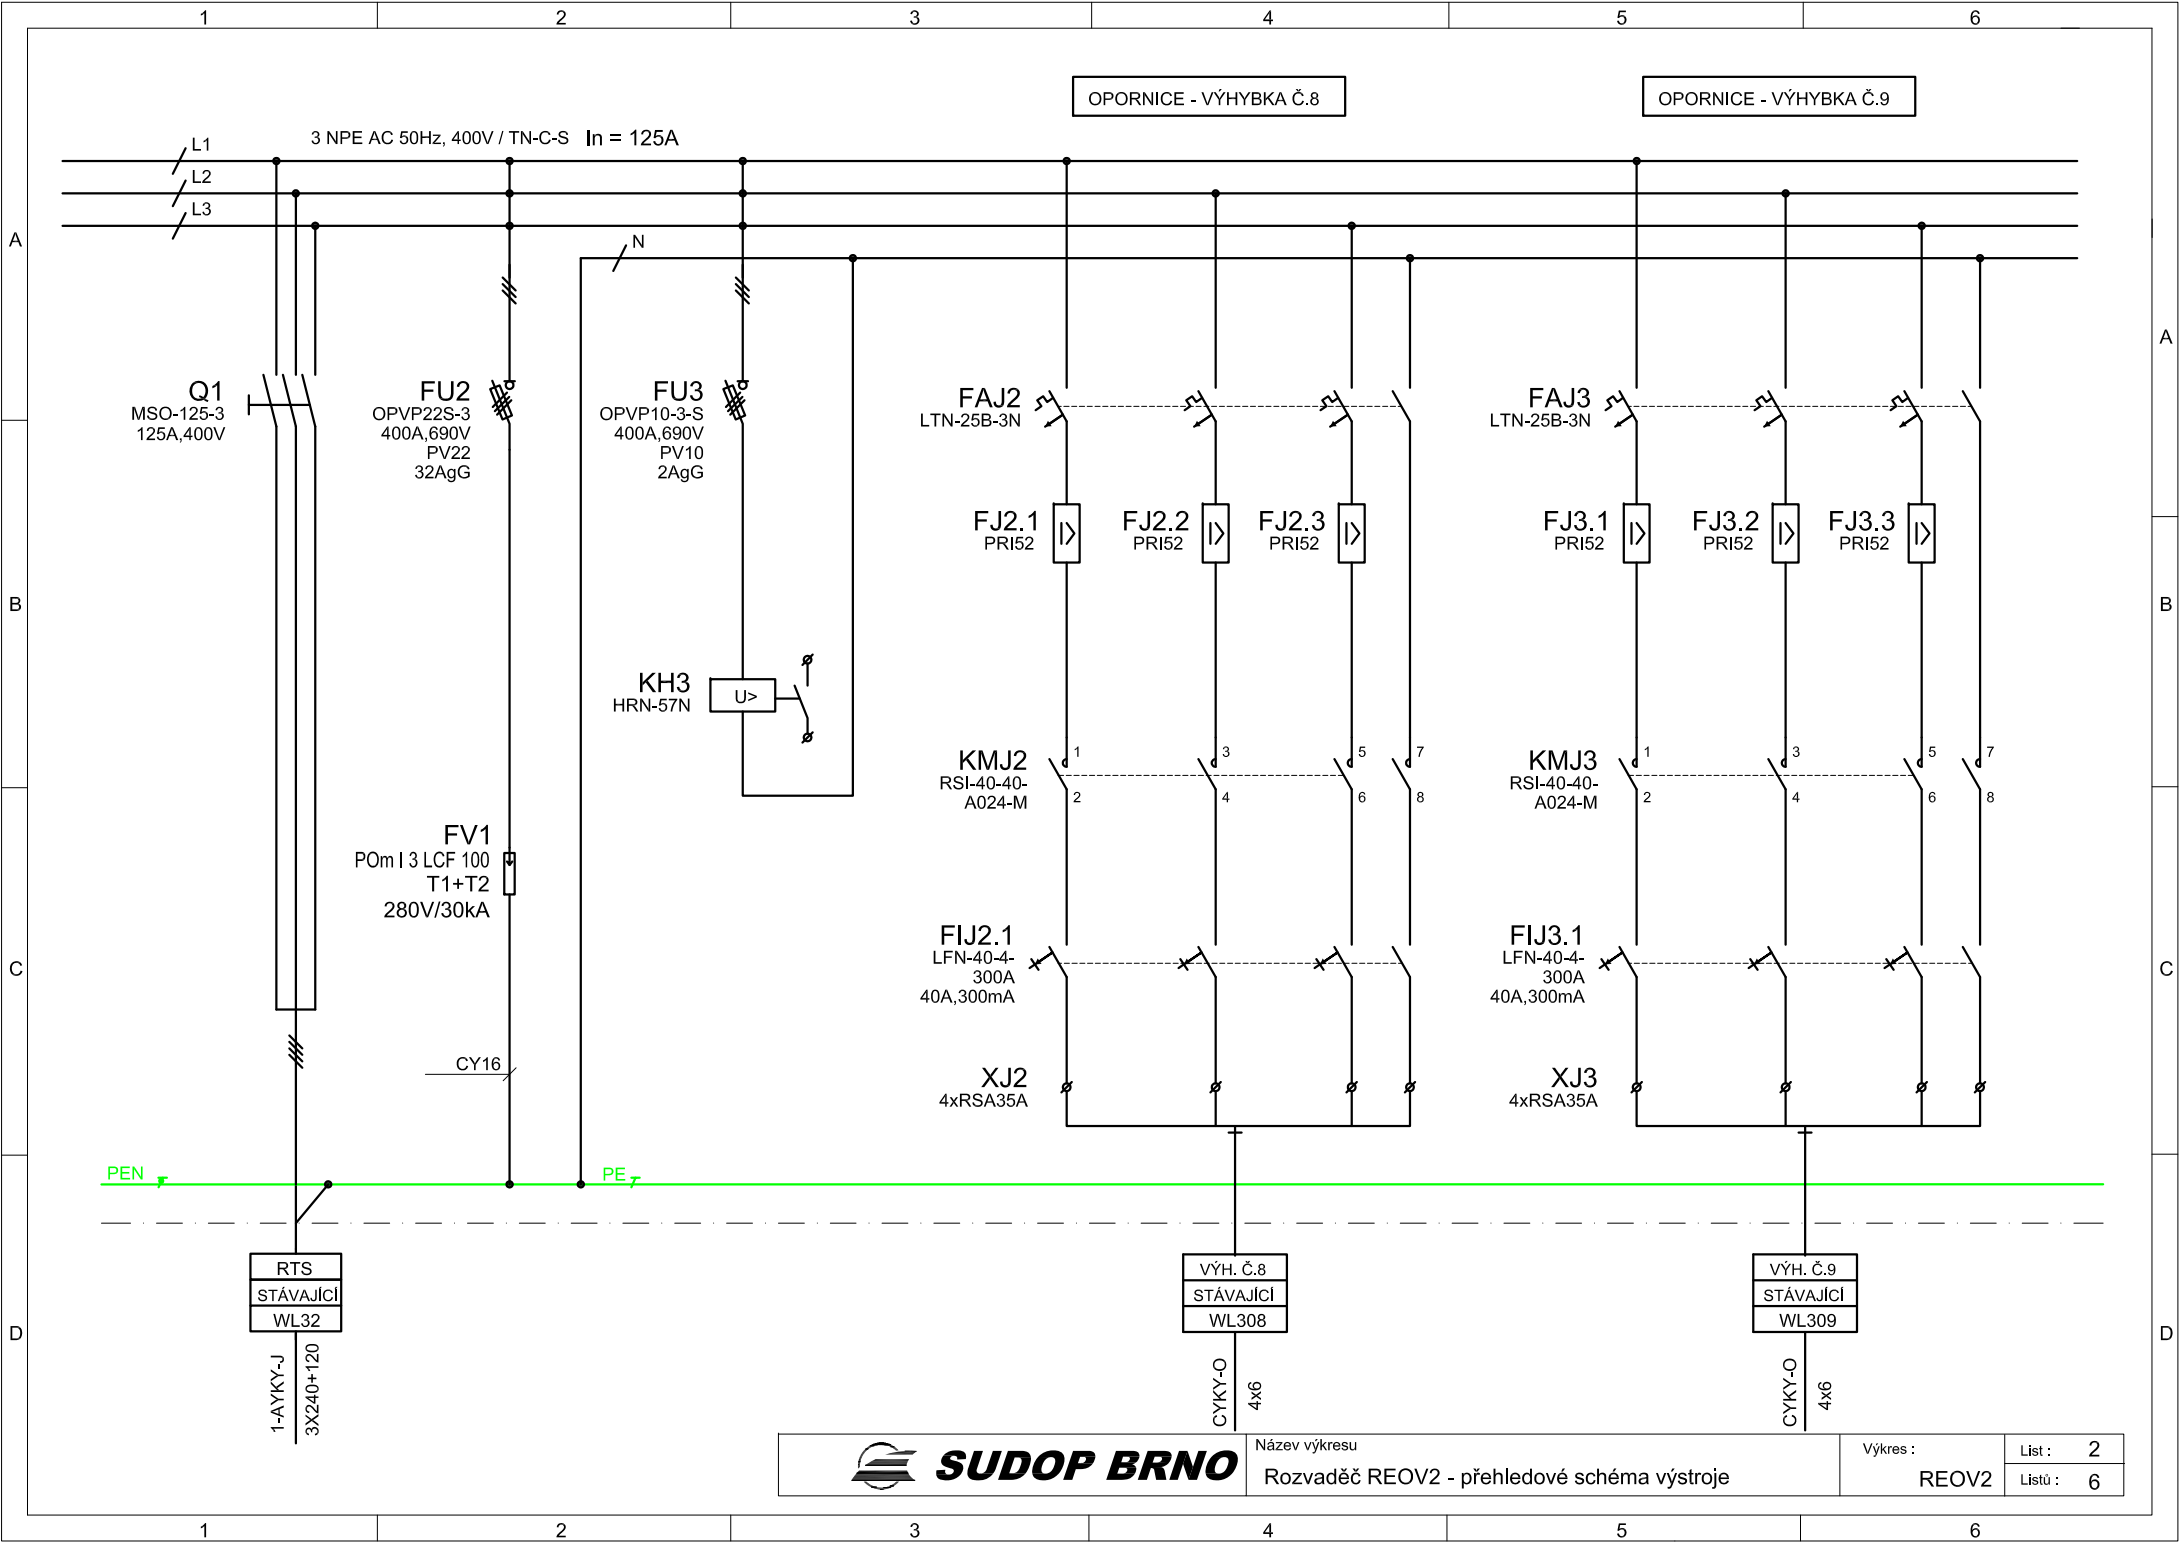 1 2 3 4 5 6
OPORNICE - VÝHYBKA Č.8
OPORNICE - VÝHYBKA Č.9
3 NPE AC 50Hz, 400V / TN-C-S In = 125A
L1
L2
L3
N
A
A
Q1
MSO-125-3
125A,400V
FU2
OPVP22S-3
400A,690V
PV22
32AgG
FU3
OPVP10-3-S
400A,690V
PV10
2AgG
FAJ2
LTN-25B-3N
FAJ3
LTN-25B-3N
FJ2.1
PRI52
FJ2.2
PRI52
FJ2.3
PRI52
FJ3.1
PRI52
FJ3.2
PRI52
FJ3.3
PRI52
B
B
KH3
HRN-57N
U>
KMJ2
RSI-40-40-
A024-M
1 3 5 7
2 4 6 8
KMJ3
RSI-40-40-
A024-M
1 3 5 7
2 4 6 8
FV1
POm I 3 LCF 100
T1+T2
280V/30kA
FIJ2.1
LFN-40-4-
300A
40A,300mA
FIJ3.1
LFN-40-4-
300A
40A,300mA
C
C
CY16
XJ2
4xRSA35A
XJ3
4xRSA35A
PEN
PE
RTS
STÁVAJÍCÍ
WL32
1-AYKY-J
3X240+120
VÝH. Č.8
STÁVAJÍCÍ
WL308
CYKY-O
4x6
VÝH. Č.9
STÁVAJÍCÍ
WL309
CYKY-O
4x6
D
D
SUDOP BRNO
Název výkresu
Rozvaděč REOV2 - přehledové schéma výstroje
Výkres :
REOV2
List : 2
Listů : 6
1 2 3 4 5 6